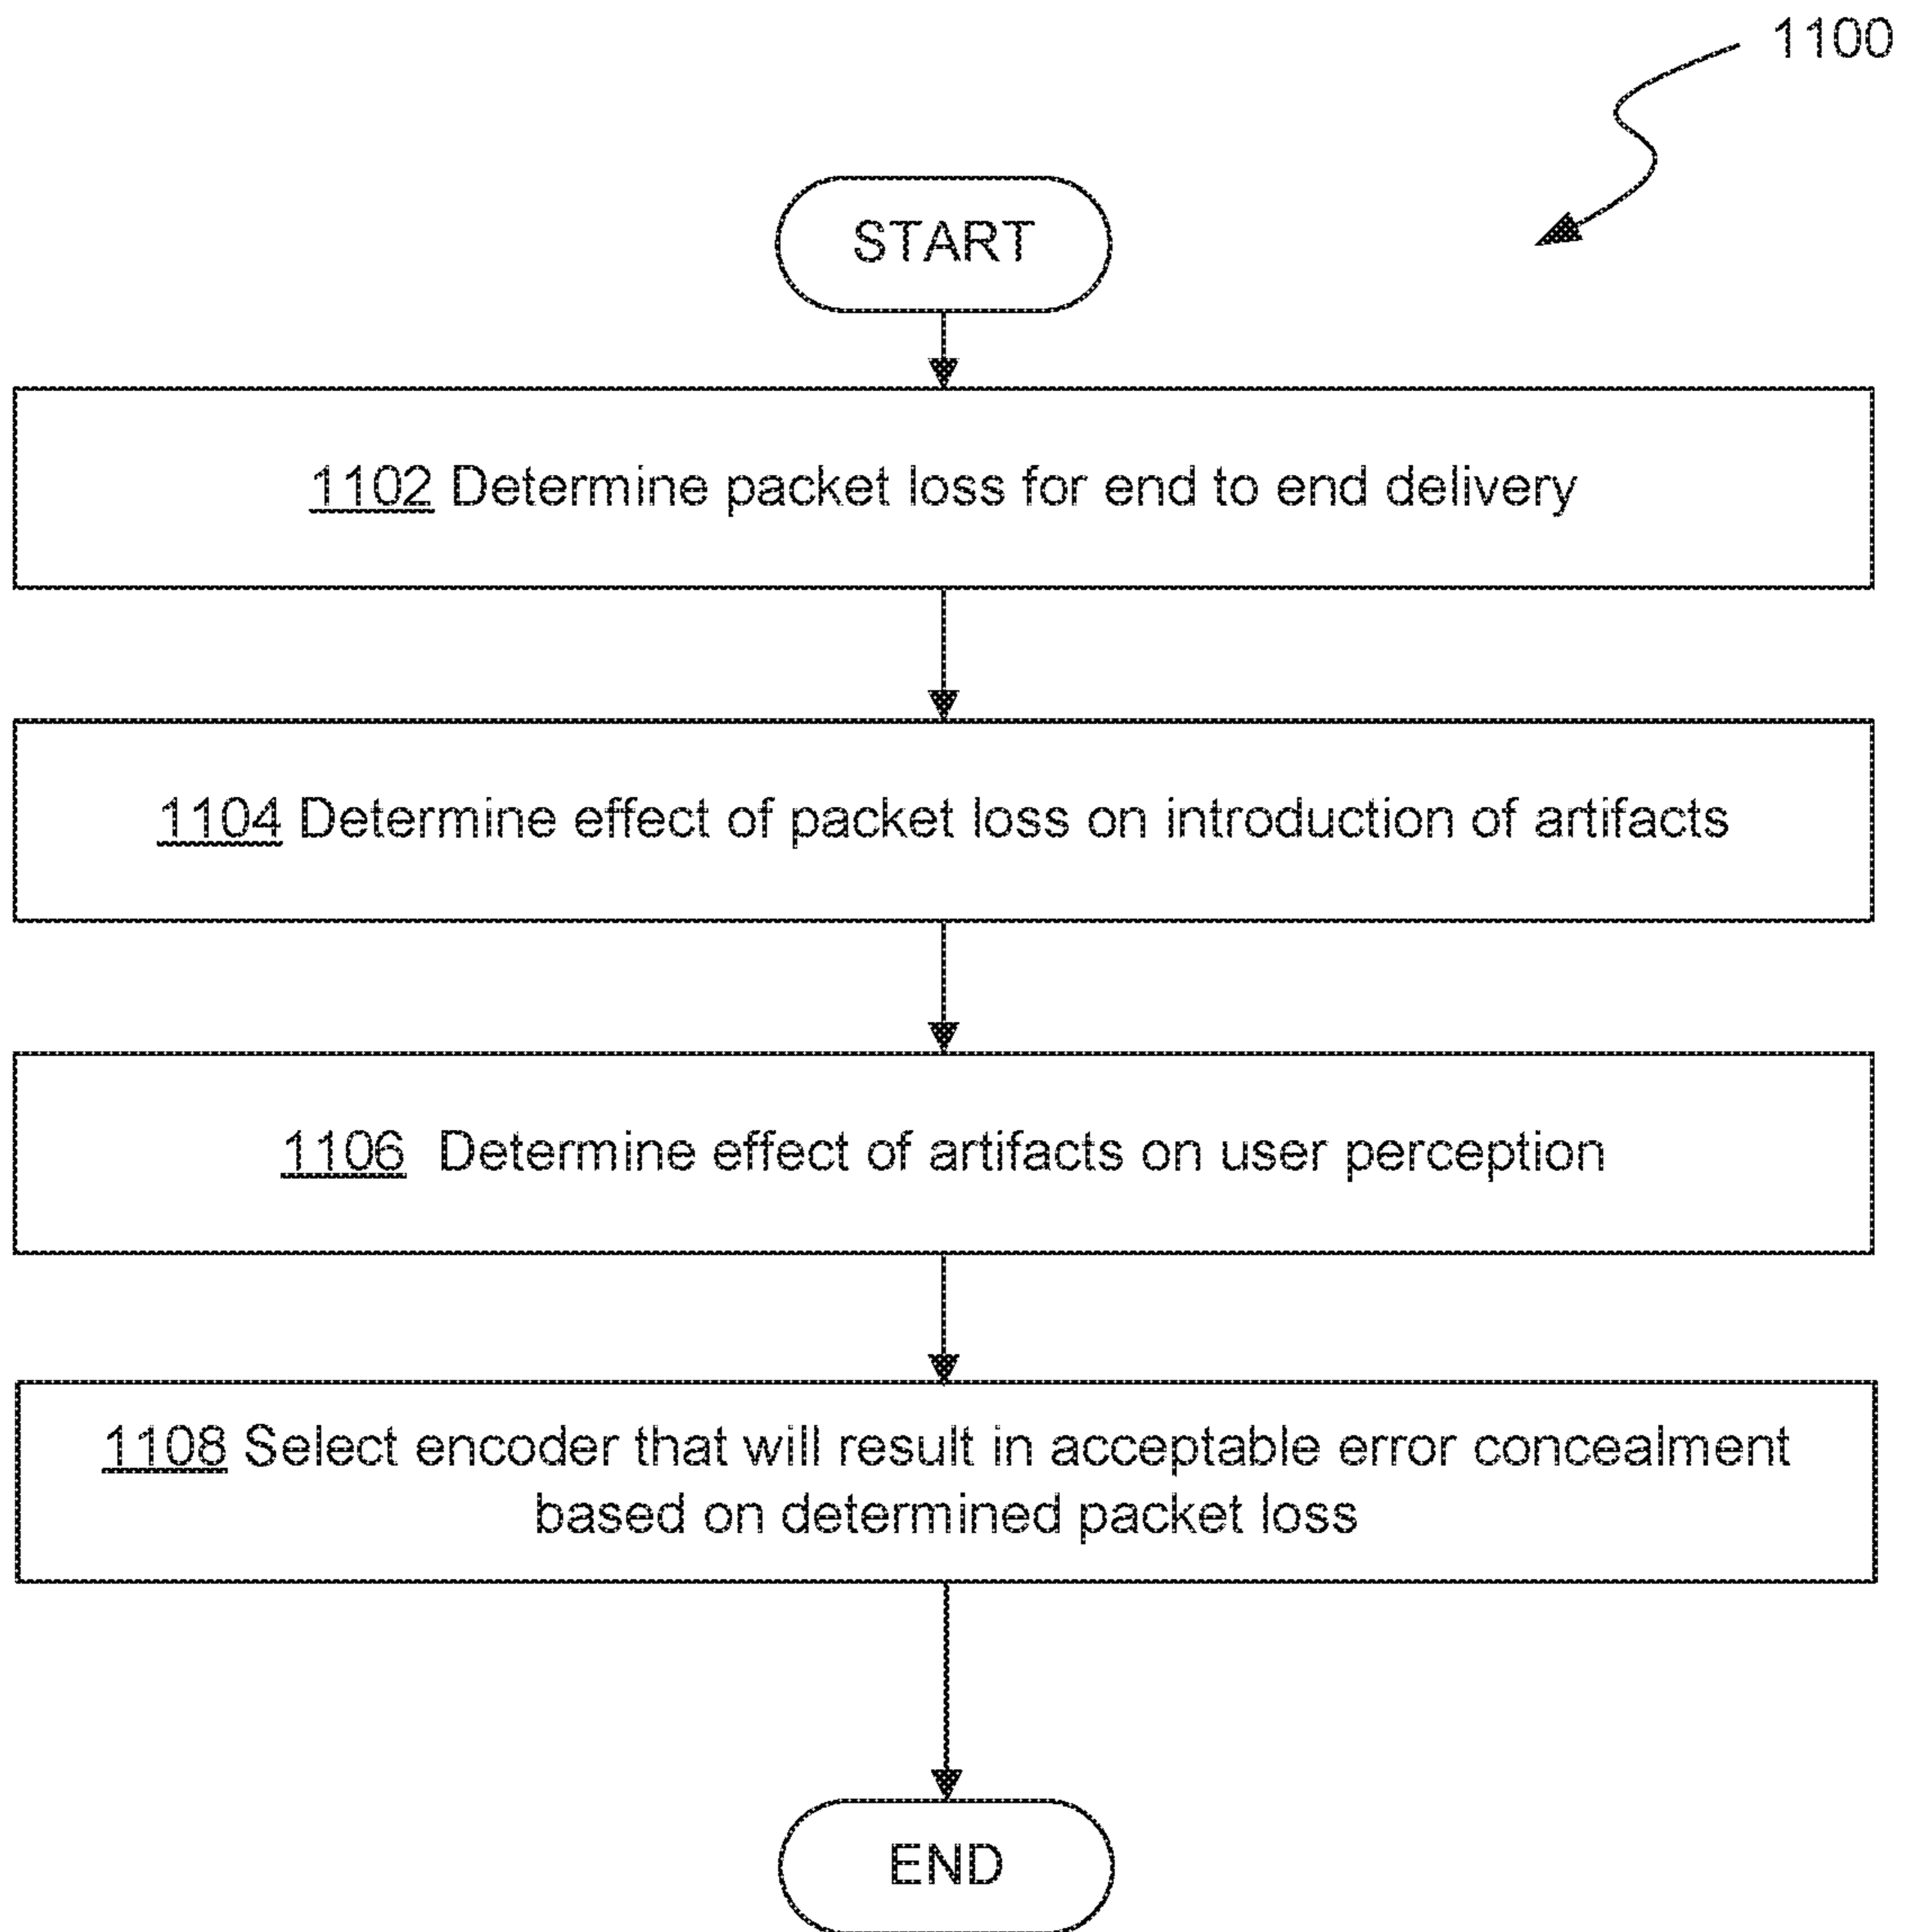 1100
START
1102 Determine packet loss for end to end delivery
1104 Determine effect of packet loss on introduction of artifacts
1106 Determine effect of artifacts on user perception
1108 Select encoder that will result in acceptable error concealment
based on determined packet loss
END